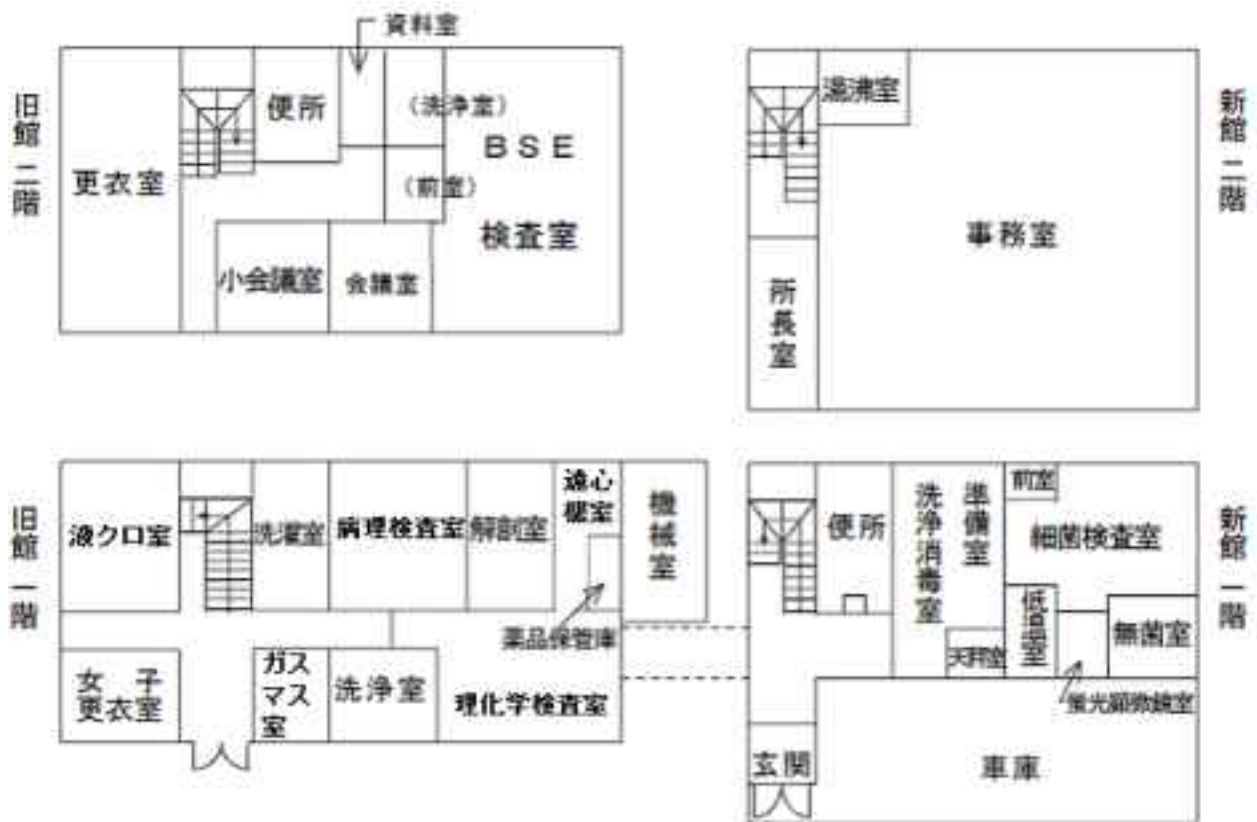 資料室
旧館 二階
更衣室
便所
(洗浄室)
BSE
検査室
(前室)
小会議室
会議室
新館 二階
湯沸室
事務室
所長室
旧館 一階
液クロ室
洗濯室
病理検査室
解剖室
遠心
機室
機械室
薬品保管庫
女子
更衣室
ガス
マス
室
洗浄室
理化学検査室
新館 一階
便所
洗浄消毒室
準備室
前室
細菌検査室
低温室
無菌室
天秤室
蛍光顕微鏡室
玄関
車庫